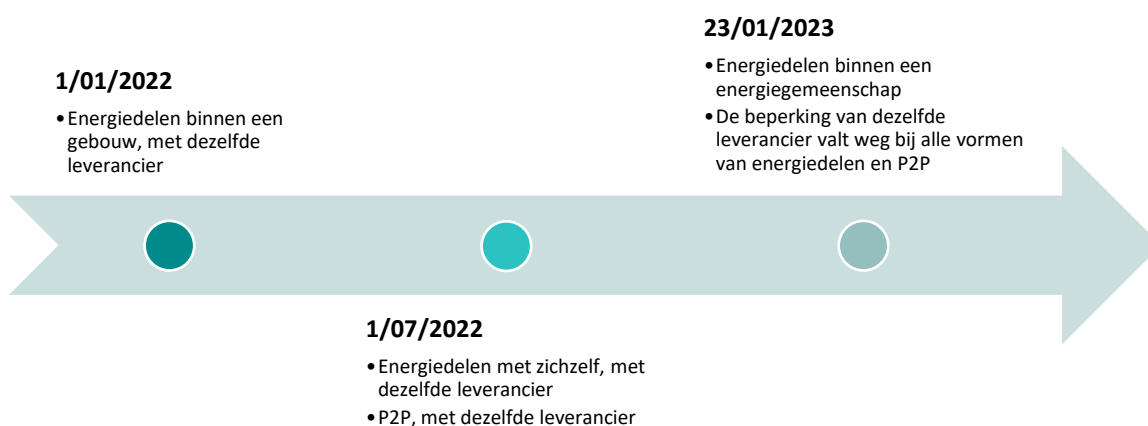 1/01/2022
•Energiedelen binnen een
gebouw, met dezelfde
leverancier
1/07/2022
•Energiedelen met zichzelf, met
dezelfde leverancier
•P2P, met dezelfde leverancier
23/01/2023
•Energiedelen binnen een
energiegemeenschap
•De beperking van dezelfde
leverancier valt weg bij alle vormen
van energiedelen en P2P